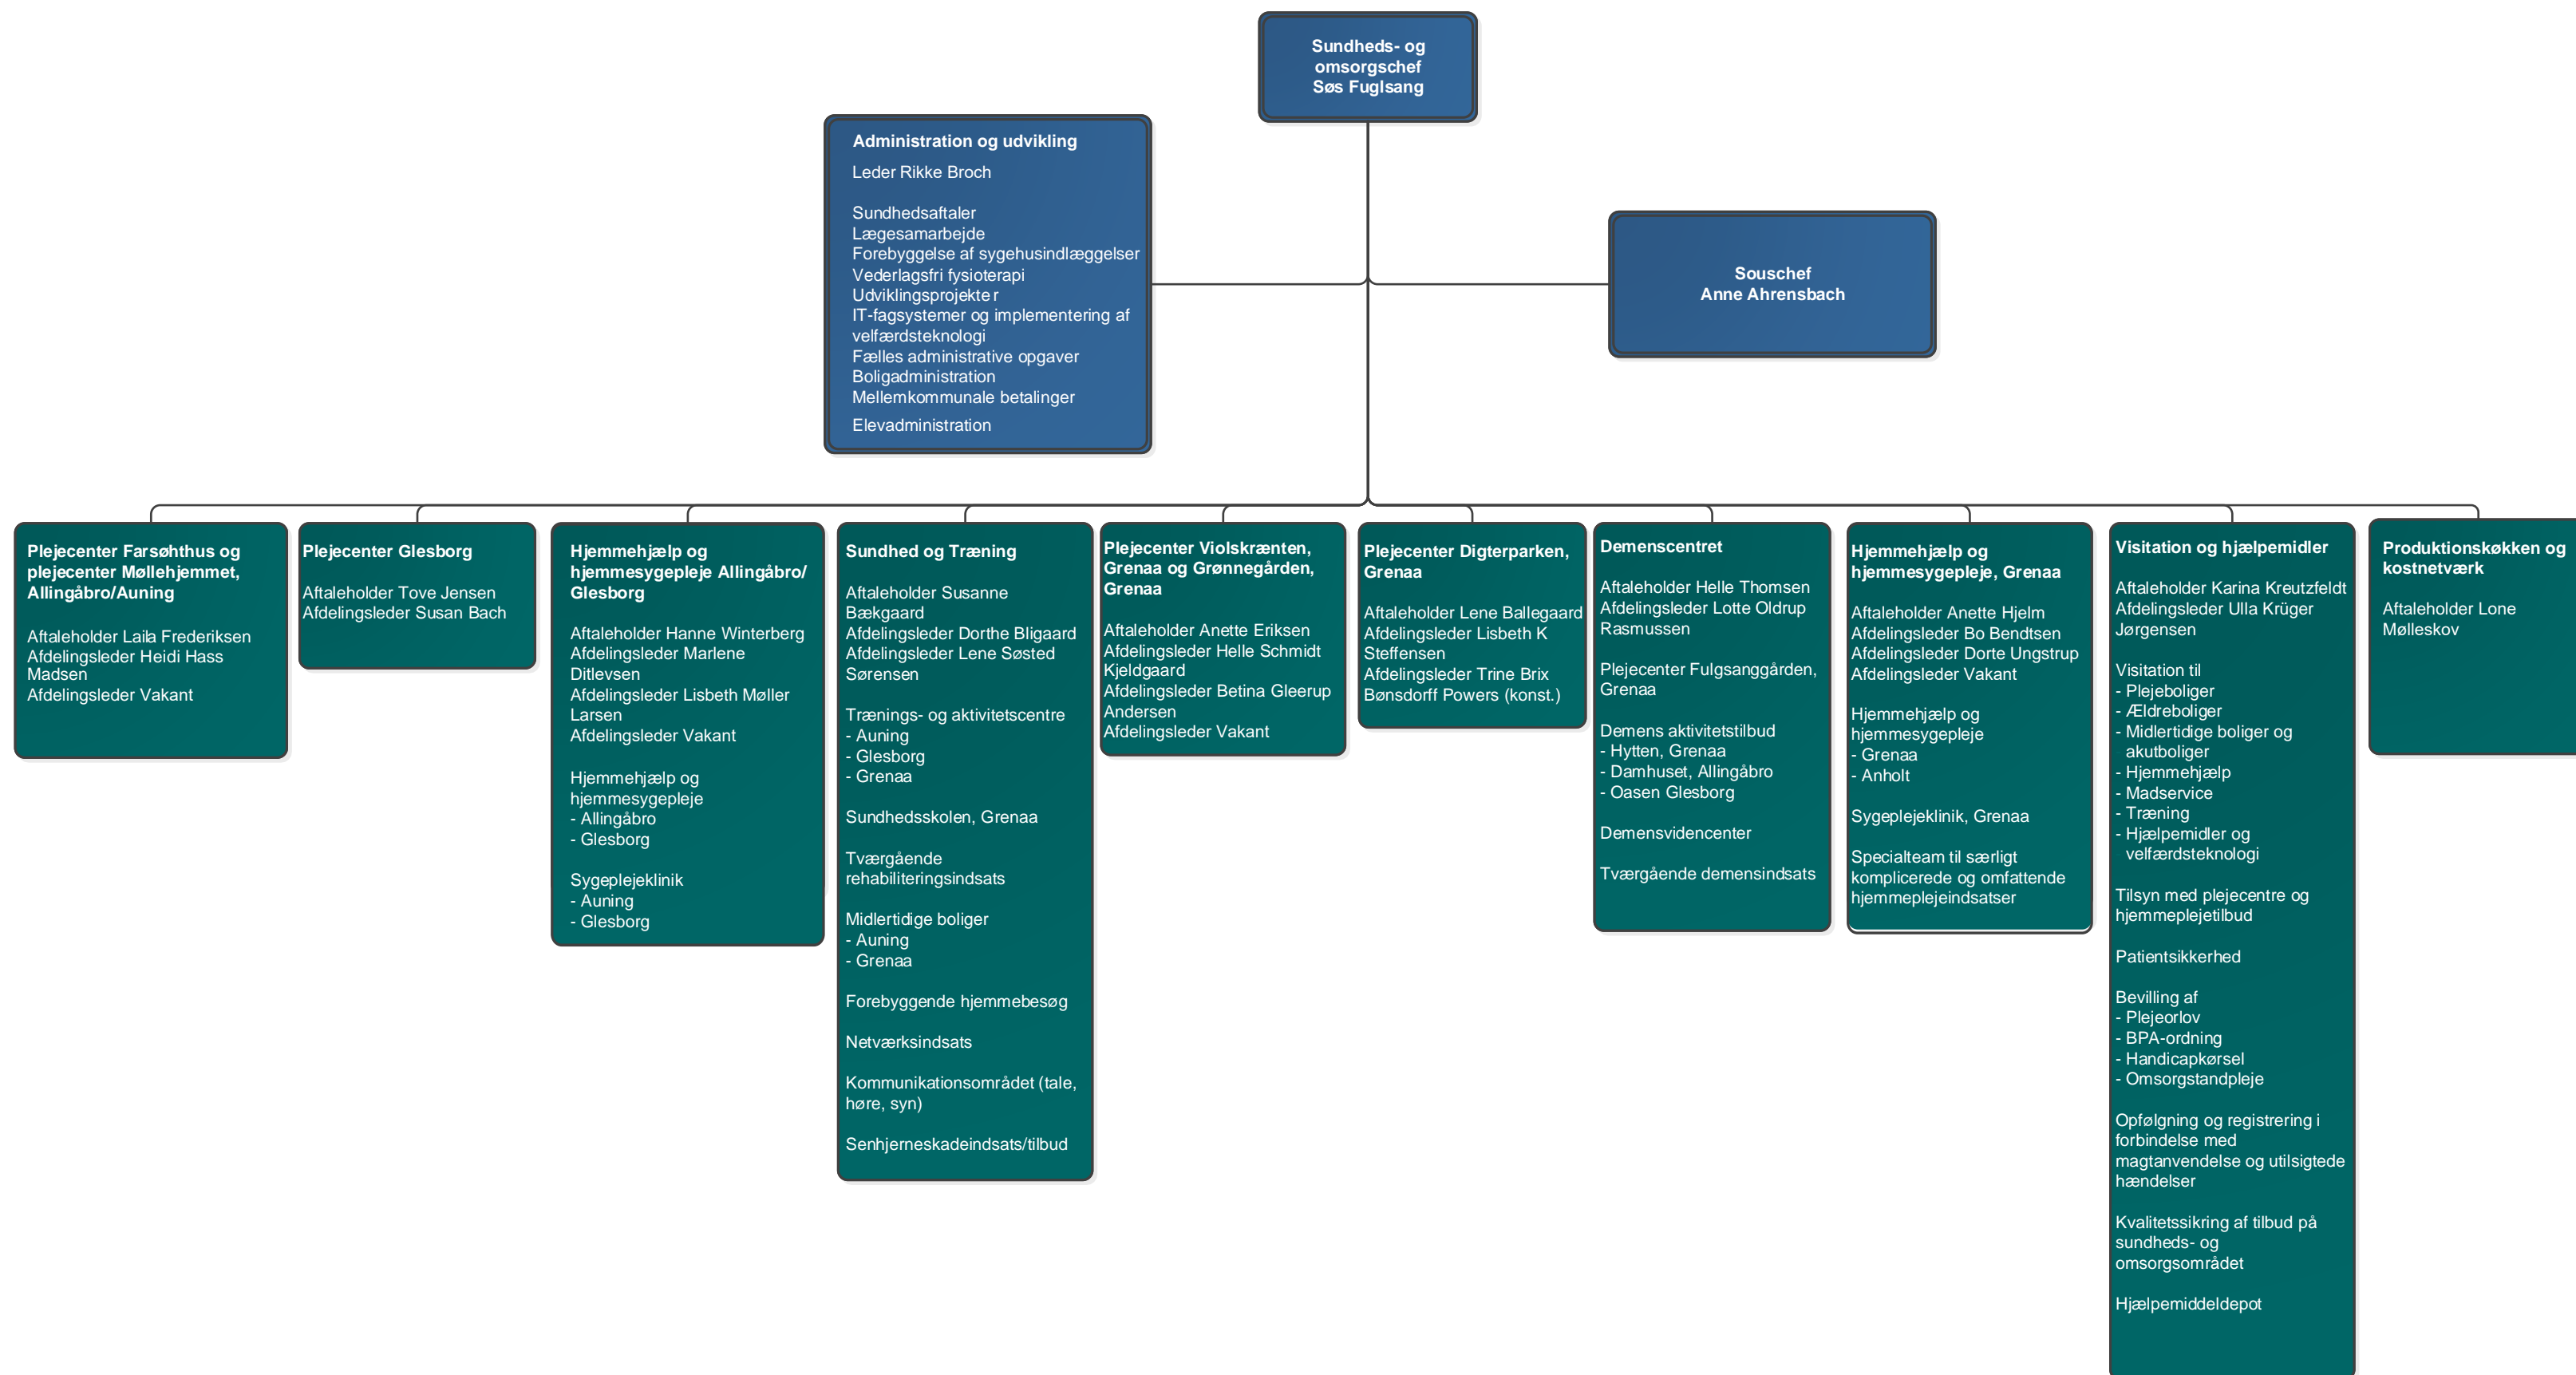 Sundheds- og
omsorgschef
Søs Fuglsang
Administration og udvikling
Leder Rikke Broch
Sundhedsaftaler
Lægesamarbejde
Forebyggelse af sygehusindlæggelser
Vederlagsfri fysioterapi
Udviklingsprojekter
IT-fagsystemer og implementering af
velfærdsteknologi
Fælles administrative opgaver
Boligadministration
Mellemkommunale betalinger
Elevadministration
Souschef
Anne Ahrensbach
Plejecenter Farsøhthus og
plejecenter Møllehjemmet,
Allingåbro/Auning
Aftaleholder Laila Frederiksen
Afdelingsleder Heidi Hass
Madsen
Afdelingsleder Vakant
Plejecenter Glesborg
Aftaleholder Tove Jensen
Afdelingsleder Susan Bach
Hjemmehjælp og
hjemmesygepleje Allingåbro/
Glesborg
Aftaleholder Hanne Winterberg
Afdelingsleder Marlene
Ditlevsen
Afdelingsleder Lisbeth Møller
Larsen
Afdelingsleder Vakant
Hjemmehjælp og
hjemmesygepleje
- Allingåbro
- Glesborg
Sygeplejeklinik
- Auning
- Glesborg
Sundhed og Træning
Aftaleholder Susanne
Bækgaard
Afdelingsleder Dorthe Bligaard
Afdelingsleder Lene Søsted
Sørensen
Trænings- og aktivitetscentre
- Auning
- Glesborg
- Grenaa
Sundhedsskolen, Grenaa
Tværgående
rehabiliteringsindsats
Midlertidige boliger
- Auning
- Grenaa
Forebyggende hjemmebesøg
Netværksindsats
Kommunikationsområdet (tale,
høre, syn)
Senhjerneskadeindsats/tilbud
Plejecenter Violskrænten,
Grenaa og Grønnegården,
Grenaa
Aftaleholder Anette Eriksen
Afdelingsleder Helle Schmidt
Kjeldgaard
Afdelingsleder Betina Gleerup
Andersen
Afdelingsleder Vakant
Plejecenter Digterparken,
Grenaa
Aftaleholder Lene Ballegaard
Afdelingsleder Lisbeth K
Steffensen
Afdelingsleder Trine Brix
Bønsdorff Powers (konst.)
Demenscentret
Aftaleholder Helle Thomsen
Afdelingsleder Lotte Oldrup
Rasmussen
Plejecenter Fulgsanggården,
Grenaa
Demens aktivitetstilbud
- Hytten, Grenaa
- Damhuset, Allingåbro
- Oasen Glesborg
Demensvidencenter
Tværgående demensindsats
Hjemmehjælp og
hjemmesygepleje, Grenaa
Aftaleholder Anette Hjelm
Afdelingsleder Bo Bendtsen
Afdelingsleder Dorte Ungstrup
Afdelingsleder Vakant
Hjemmehjælp og
hjemmesygepleje
- Grenaa
- Anholt
Sygeplejeklinik, Grenaa
Specialteam til særligt
komplicerede og omfattende
hjemmeplejeindsatser
Visitation og hjælpemidler
Aftaleholder Karina Kreutzfeldt
Afdelingsleder Ulla Krüger
Jørgensen
Visitation til
- Plejeboliger
- Ældreboliger
- Midlertidige boliger og
akutboliger
- Hjemmehjælp
- Madservice
- Træning
- Hjælpemidler og
velfærdsteknologi
Tilsyn med plejecentre og
hjemmeplejetilbud
Patientsikkerhed
Bevilling af
- Plejeorlov
- BPA-ordning
- Handicapkørsel
- Omsorgstandpleje
Opfølgning og registrering i
forbindelse med
magtanvendelse og utilsigtede
hændelser
Kvalitetssikring af tilbud på
sundheds- og
omsorgsområdet
Hjælpemiddeldepot
Produktionskøkken og
kostnetværk
Aftaleholder Lone
Mølleskov